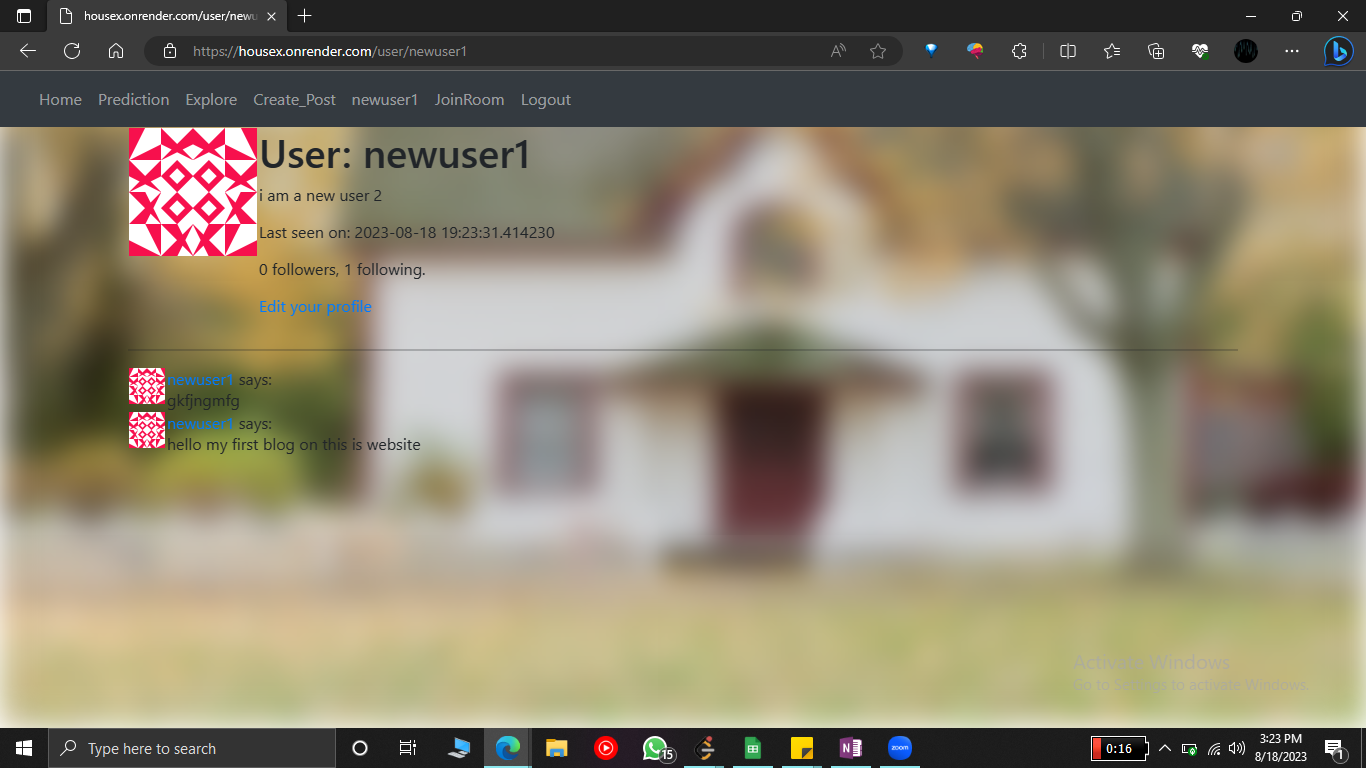 housex.onrender.com/user/newu
https://housex.onrender.com/user/newuser1
Home Prediction Explore Create_Post newuser1 JoinRoom Logout
User: newuser1
i am a new user 2
Last seen on: 2023-08-18 19:23:31.414230
0 followers, 1 following.
Edit your profile
newuser1 says:
gkfjngmfg
newuser1 says:
hello my first blog on this is website
Activate Windows
Go to Settings to activate Windows.
Type here to search
15
zoom
0:16
3:23 PM
8/18/2023
1